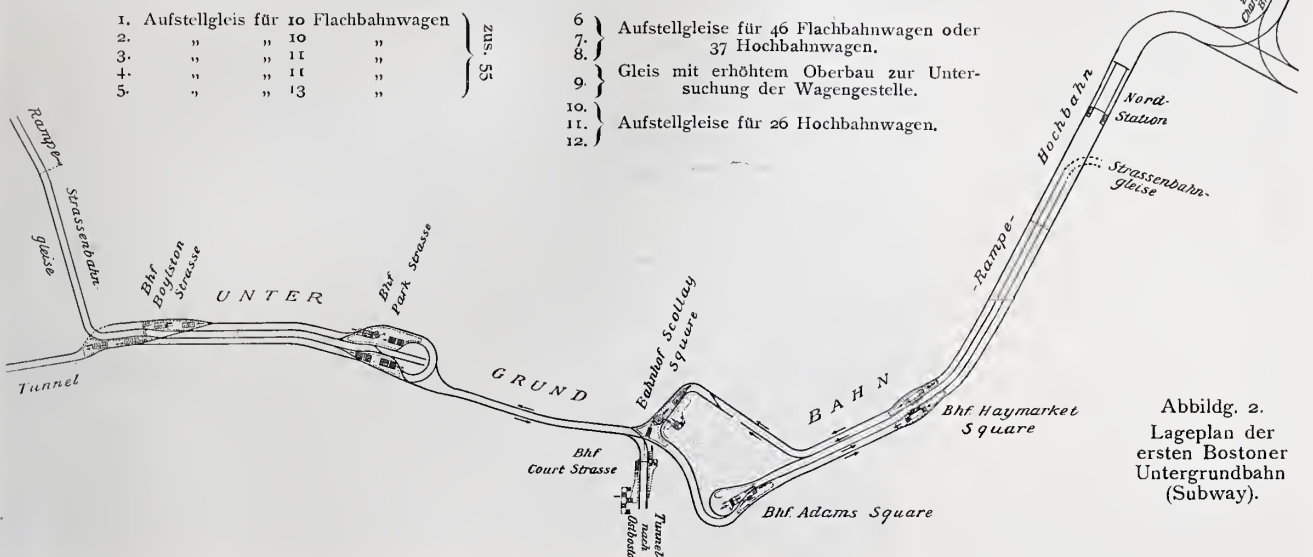 1. Aufstellgleis für 10 Flachbahnwagen
2. „ „ 10 „
3. „ „ 11 „
4. „ „ 11 „
5. „ „ 13 „
zus. 55
6
7.
8.
Aufstellgleise für 46 Flachbahnwagen oder
37 Hochbahnwagen.
9.
Gleis mit erhöhtem Oberbau zur Unter-
suchung der Wagengestelle.
10.
11.
12.
Aufstellgleise für 26 Hochbahnwagen.
Rampe
Strassenbahn
gleise
Tunnel
Bhf
Boylston
Strasse
UNTER
Bhf
Park Strasse
GRUND
Bahnhof Scollay
Square
Bhf
Court Strasse
Tunnel
nach
BAHN
Bhf. Adams Square
Bhf. Haymarket
Square
-Rampe-
Hochbahn
Nord-
Station
Strassenbahn-
gleise
Abbildg. 2.
Lageplan der
ersten Bostoner
Untergrundbahn
(Subway).